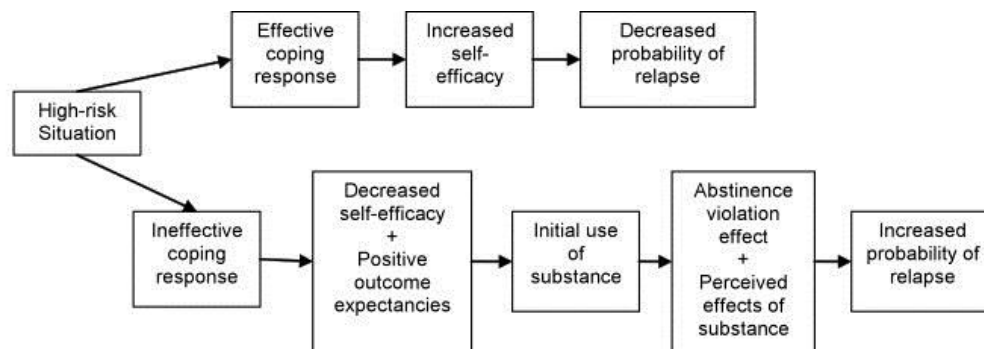 High-risk
Situation
Effective
coping
response
Increased
self-
efficacy
Decreased
probability of
relapse
Ineffective
coping
response
Decreased
self-efficacy
+
Positive
outcome
expectancies
Initial use of
substance
Abstinence
violation
effect
+
Perceived
effects of
substance
Increased
probability of
relapse